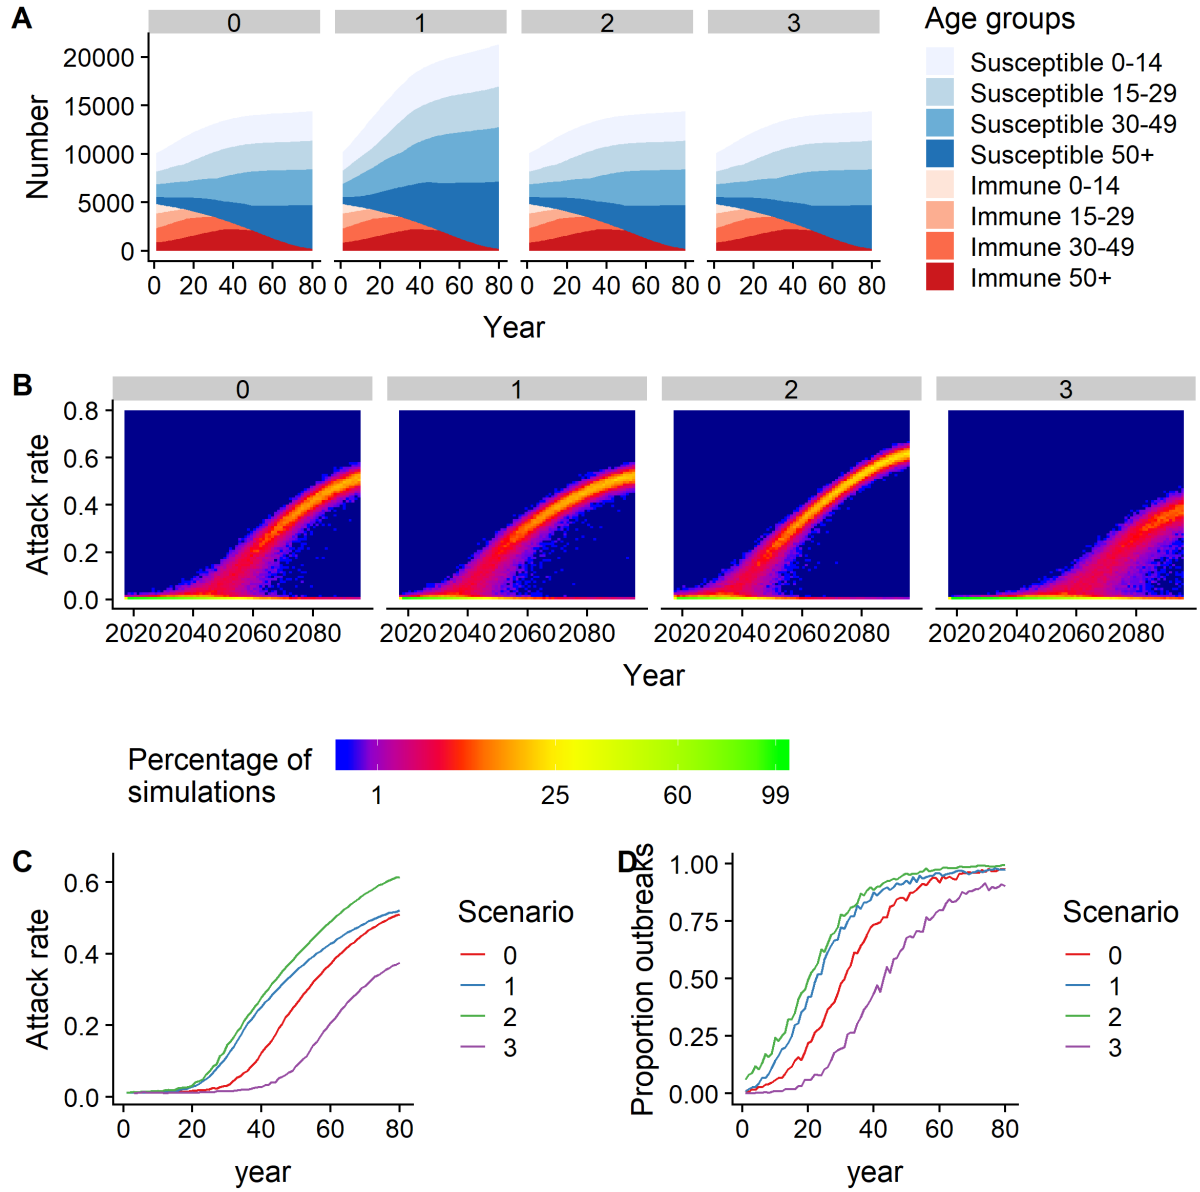 A
0 1 2 3
Number
20000
15000
10000
5000
0
0 20 40 60 80 0 20 40 60 80 0 20 40 60 80 0 20 40 60 80
Year
Age groups
Susceptible 0-14
Susceptible 15-29
Susceptible 30-49
Susceptible 50+
Immune 0-14
Immune 15-29
Immune 30-49
Immune 50+
B
0 1 2 3
Attack rate
0.8
0.6
0.4
0.2
0.0
2020 2040 2060 2080 2020 2040 2060 2080 2020 2040 2060 2080 2020 2040 2060 2080
Year
Percentage of
simulations
1 25 60 99
C
Attack rate
0.6
0.4
0.2
0.0
0 20 40 60 80
year
Scenario
0
1
2
3
D
Proportion outbreaks
1.00
0.75
0.50
0.25
0.00
0 20 40 60 80
year
Scenario
0
1
2
3